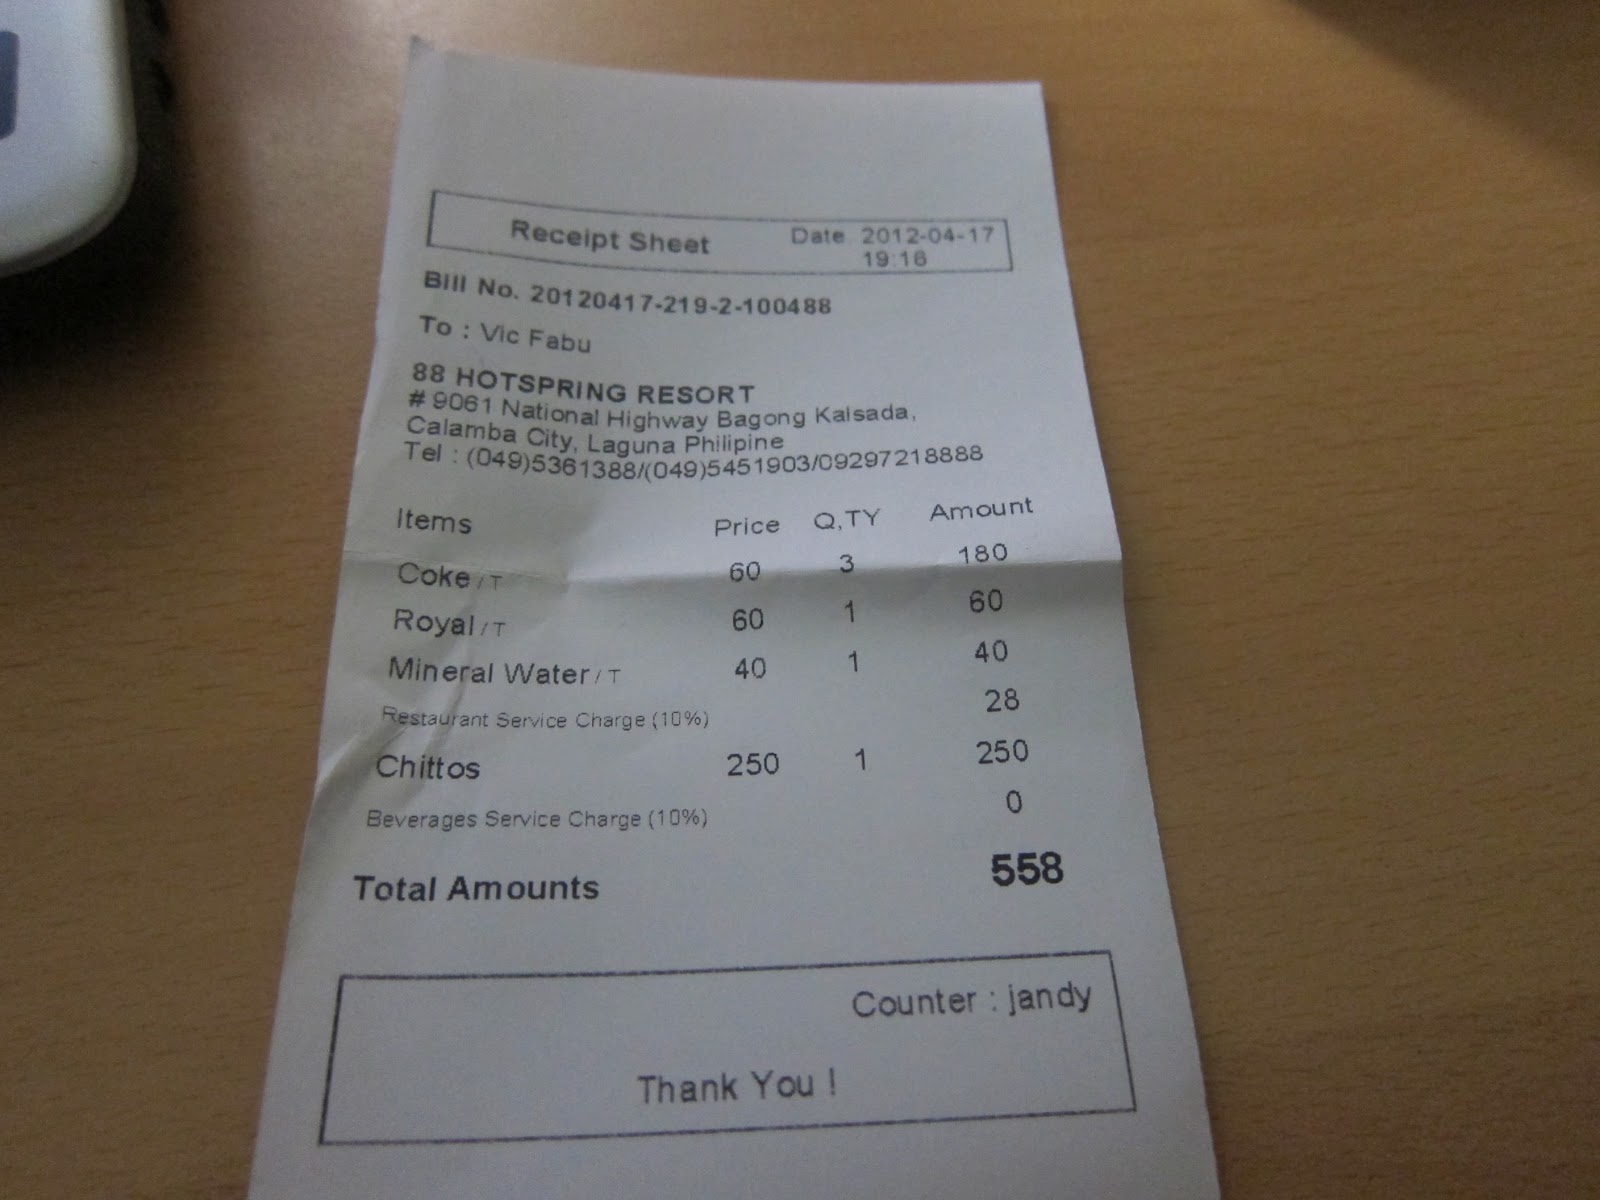 Receipt Sheet Date 2012-04-17
19:16
Bill No. 20120417-219-2-100488
To : Vic Fabu
88 HOTSPRING RESORT
# 9061 National Highway Bagong Kalsada,
Calamba City, Laguna Philipine
Tel : (049)5361388/(049)5451903/09297218888
Items Price Q,TY Amount
Coke / T 60 3 180
Royal / T 60 1 60
Mineral Water / T 40 1 40
Restaurant Service Charge (10%) 28
Chittos 250 1 250
Beverages Service Charge (10%) 0
Total Amounts 558
Counter : jandy
Thank You !